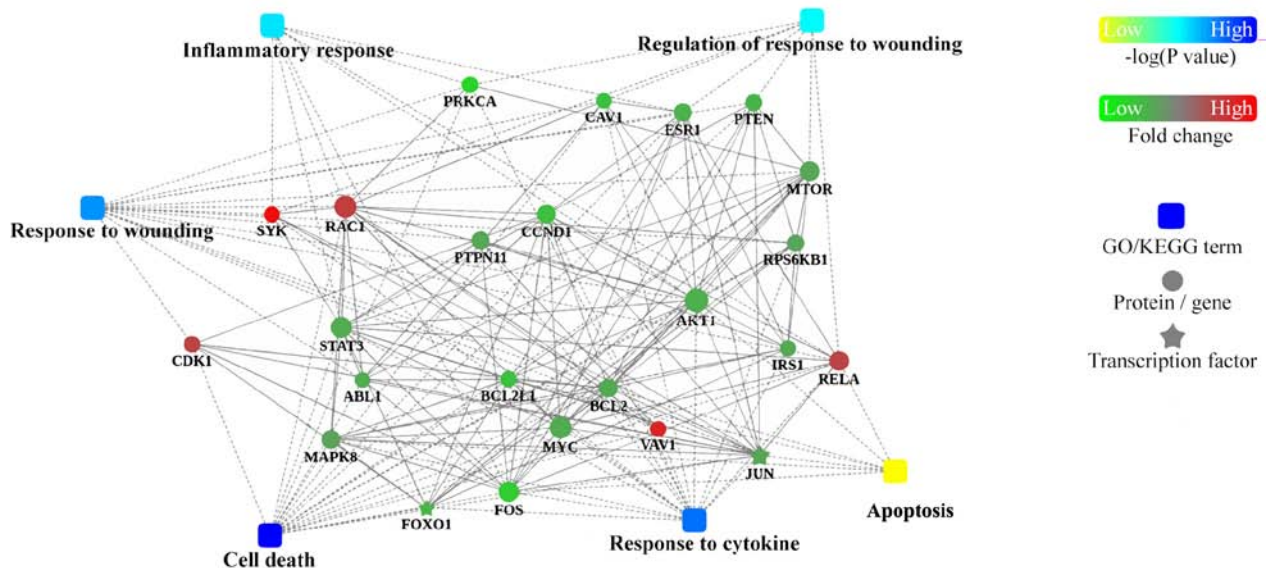 Inflammatory response
Regulation of response to wounding
Low High
-log(P value)
PRKCA
CAV1
ESR1
PTEN
Low High
Fold change
MTOR
Response to wounding
SYK
RAC1
CCND1
PTPN11
RPS6KB1
GO/KEGG term
Protein / gene
AKT1
STAT3
CDK1
IRS1
RELA
Transcription factor
ABL1
BCL2L1
BCL2
MAPK8
MYC
VAV1
JUN
FOXO1
FOS
Apoptosis
Response to cytokine
Cell death